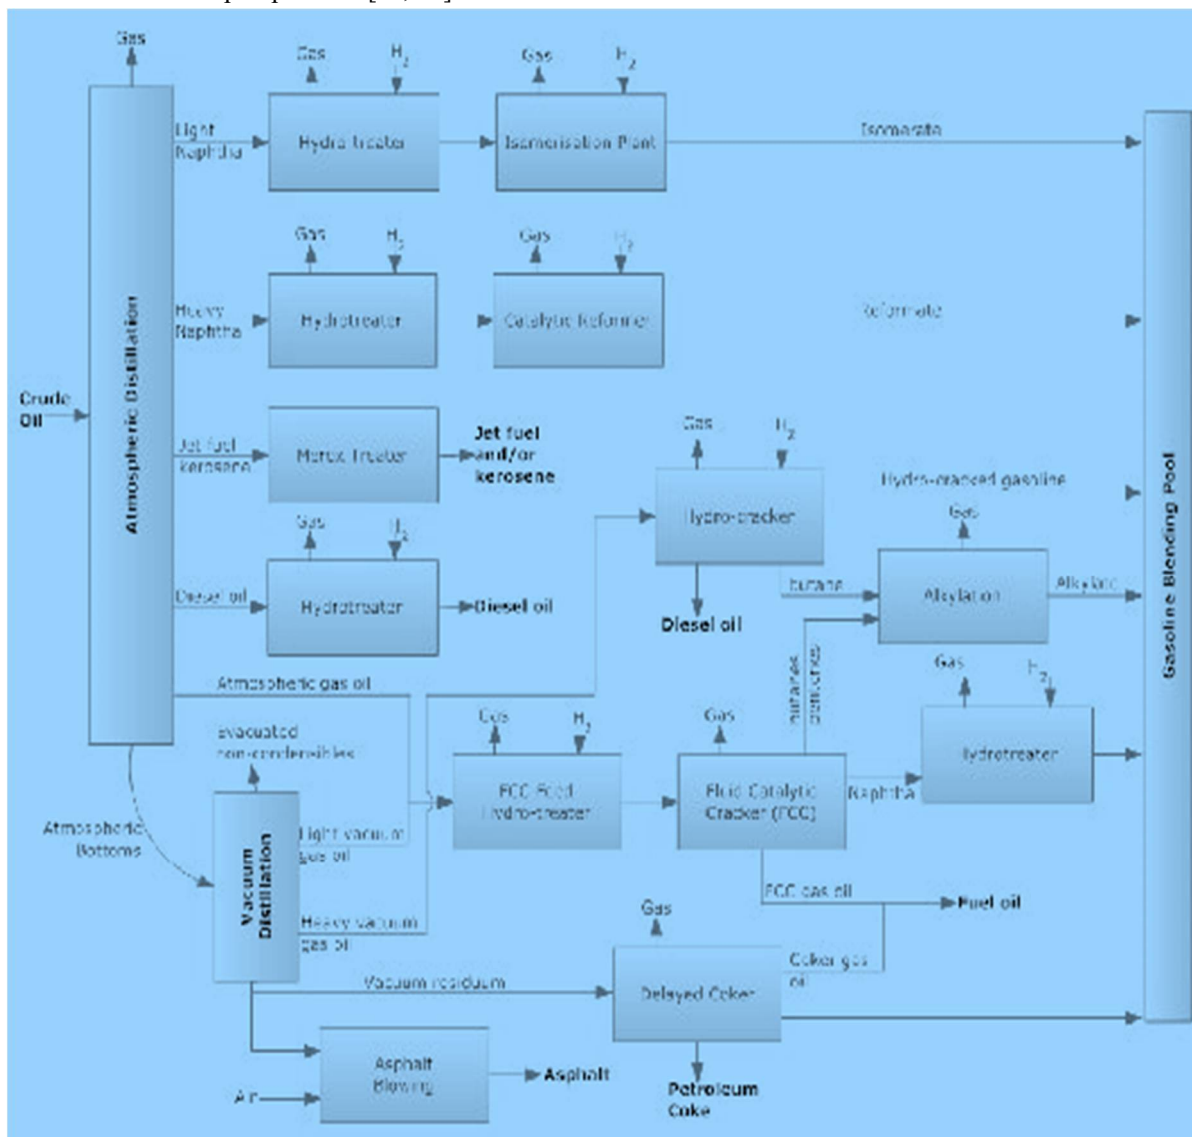 Gas
Gas
H2
Gas
H2
Light
Naphtha
Hydro treater
Isomerisation Plant
Isomerate
Gas
H2
Gas
H2
Heavy
Naphtha
Hydrotreater
Catalytic Reformer
Reformate
Atmospheric Distillation
Crude
Oil
Jet fuel
kerosene
Merox Treater
Jet fuel
and/or
kerosene
Gas
H2
Hydro-cracker
Hydro-cracked gasoline
Gas
Gasoline Blending Pool
Gas
H2
Diesel oil
Hydrotreater
Diesel oil
Diesel oil
butane
Alkylation
Alkylate
Atmospheric gas oil
butanes
pentenes
Gas
H2
Evacuated
non-condensibles
Gas
H2
Gas
FCC Feed
Hydro-treater
Fluid Catalytic
Cracker (FCC)
Naphtha
Hydrotreater
Atmospheric
Bottoms
Vacuum
Distillation
Light vacuum
gas oil
Heavy vacuum
gas oil
FCC gas oil
Fuel oil
Gas
Coker gas
oil
Vacuum residuum
Delayed Coker
Asphalt
Blowing
Air
Asphalt
Petroleum
Coke